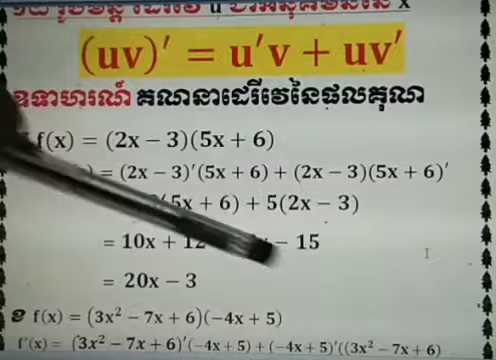 (uv)′ = u′v + uv′
ឧទាហរណ៍ គណនាដេរីវេនៃផលគុណ
f(x) = (2x − 3)(5x + 6)
= (2x − 3)′(5x + 6) + (2x − 3)(5x + 6)′
(5x + 6) + 5(2x − 3)
= 10x + 12 − 15
= 20x − 3
ខ f(x) = (3x² − 7x + 6)(−4x + 5)
f′(x) = (3x² − 7x + 6)′(−4x + 5) + (−4x + 5)′((3x² − 7x + 6)